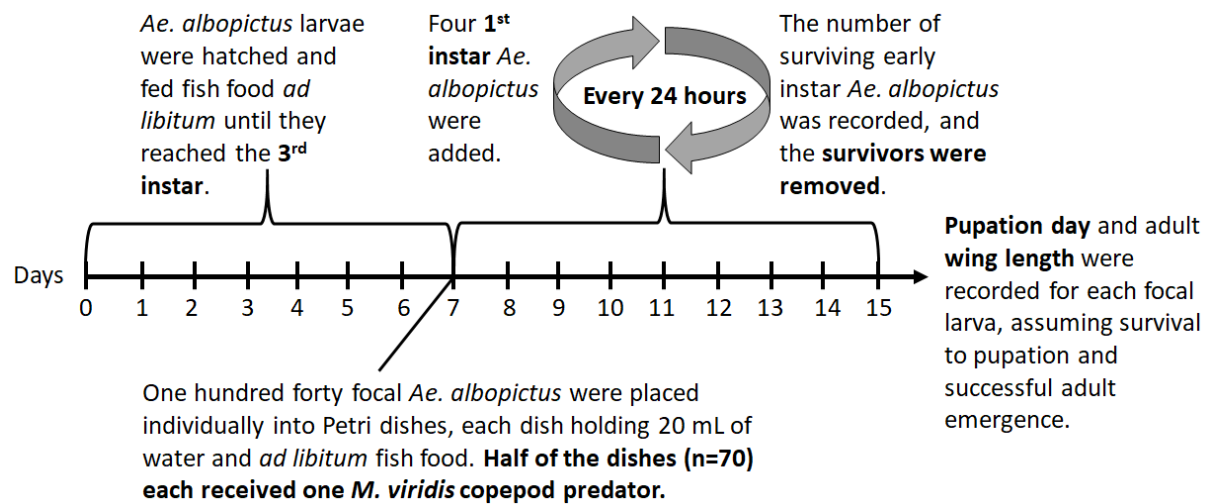 Ae. albopictus larvae
were hatched and
fed fish food ad
libitum until they
reached the 3rd
instar.
Four 1st
instar Ae.
albopictus
were
added.
Every 24 hours
The number of
surviving early
instar Ae. albopictus
was recorded, and
the survivors were
removed.
Days
0 1 2 3 4 5 6 7 8 9 10 11 12 13 14 15
Pupation day and adult
wing length were
recorded for each focal
larva, assuming survival
to pupation and
successful adult
emergence.
One hundred forty focal Ae. albopictus were placed
individually into Petri dishes, each dish holding 20 mL of
water and ad libitum fish food. Half of the dishes (n=70)
each received one M. viridis copepod predator.